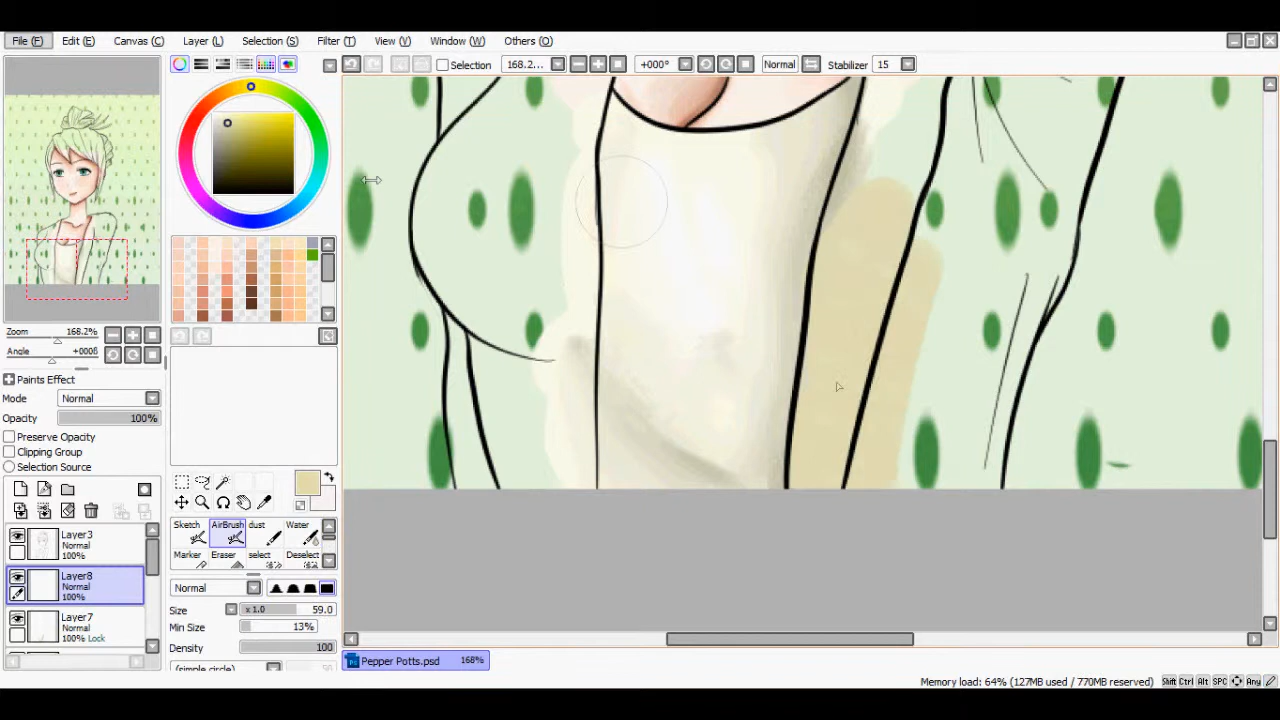 File (F) Edit (E) Canvas (C) Layer (L) Selection (S) Filter (T) View (V) Window (W) Others (O)
Selection 168.2... +000° Normal Stabilizer 15
Zoom 168.2%
Angle +000ß
Paints Effect
Mode Normal
Opacity 100%
Preserve Opacity
Clipping Group
Selection Source
Layer3
Normal
100%
Layer8
Normal
100%
Layer7
Normal
100% Lock
Sketch AirBrush dust Water
Marker Eraser select Deselect
Normal
Size x 1.0 59.0
Min Size 13%
Density 100
(simple circle)
Pepper Potts.psd 168%
Memory load: 64% (127MB used / 770MB reserved) Shift Ctrl Alt SPC Any